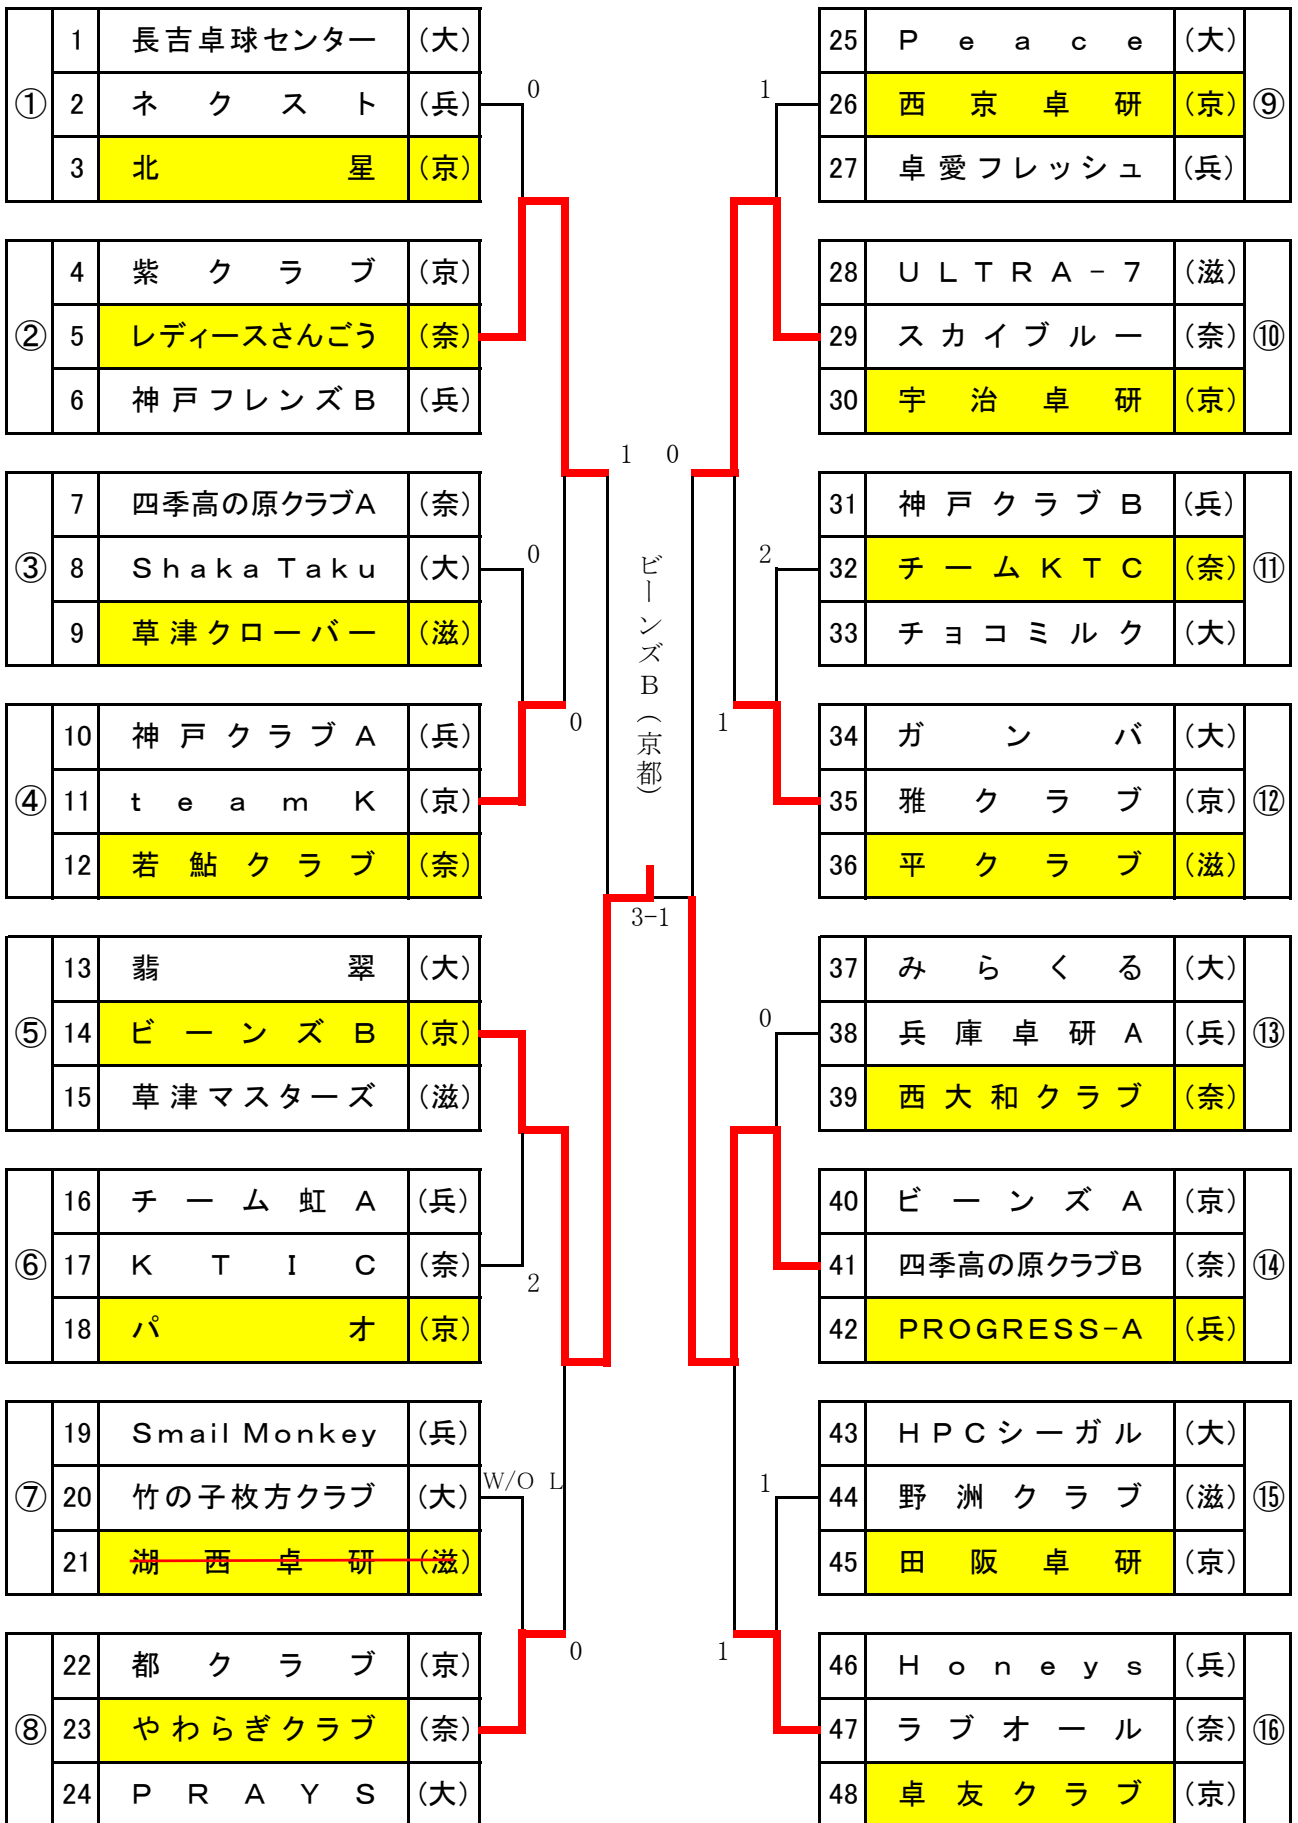 ① 1 長吉卓球センター (大)
2 ネクスト (兵)
3 北星 (京)
② 4 紫クラブ (京)
5 レディースさんごう (奈)
6 神戸フレンズB (兵)
③ 7 四季高の原クラブA (奈)
8 Shaka Taku (大)
9 草津クローバー (滋)
④ 10 神戸クラブA (兵)
11 teamK (京)
12 若鮎クラブ (奈)
⑤ 13 翡翠 (大)
14 ビーンズB (京)
15 草津マスターズ (滋)
⑥ 16 チーム虹A (兵)
17 KTIC (奈)
18 パオ (京)
⑦ 19 Smail Monkey (兵)
20 竹の子枚方クラブ (大)
21 湖西卓研 (滋)
⑧ 22 都クラブ (京)
23 やわらぎクラブ (奈)
24 PRAYS (大)
0
0
0
2
W/O L
0
1 0
ビーンズB(京都)
3-1
1
2
1
0
1
1
25 Peace (大) ⑨
26 西京卓研 (京)
27 卓愛フレッシュ (兵)
28 ULTRA-7 (滋) ⑩
29 スカイブルー (奈)
30 宇治卓研 (京)
31 神戸クラブB (兵) ⑪
32 チームKTC (奈)
33 チョコミルク (大)
34 ガンバ (大) ⑫
35 雅クラブ (京)
36 平クラブ (滋)
37 みらくる (大) ⑬
38 兵庫卓研A (兵)
39 西大和クラブ (奈)
40 ビーンズA (京) ⑭
41 四季高の原クラブB (奈)
42 PROGRESS-A (兵)
43 HPCシーガル (大) ⑮
44 野洲クラブ (滋)
45 田阪卓研 (京)
46 Honeys (兵) ⑯
47 ラブオール (奈)
48 卓友クラブ (京)